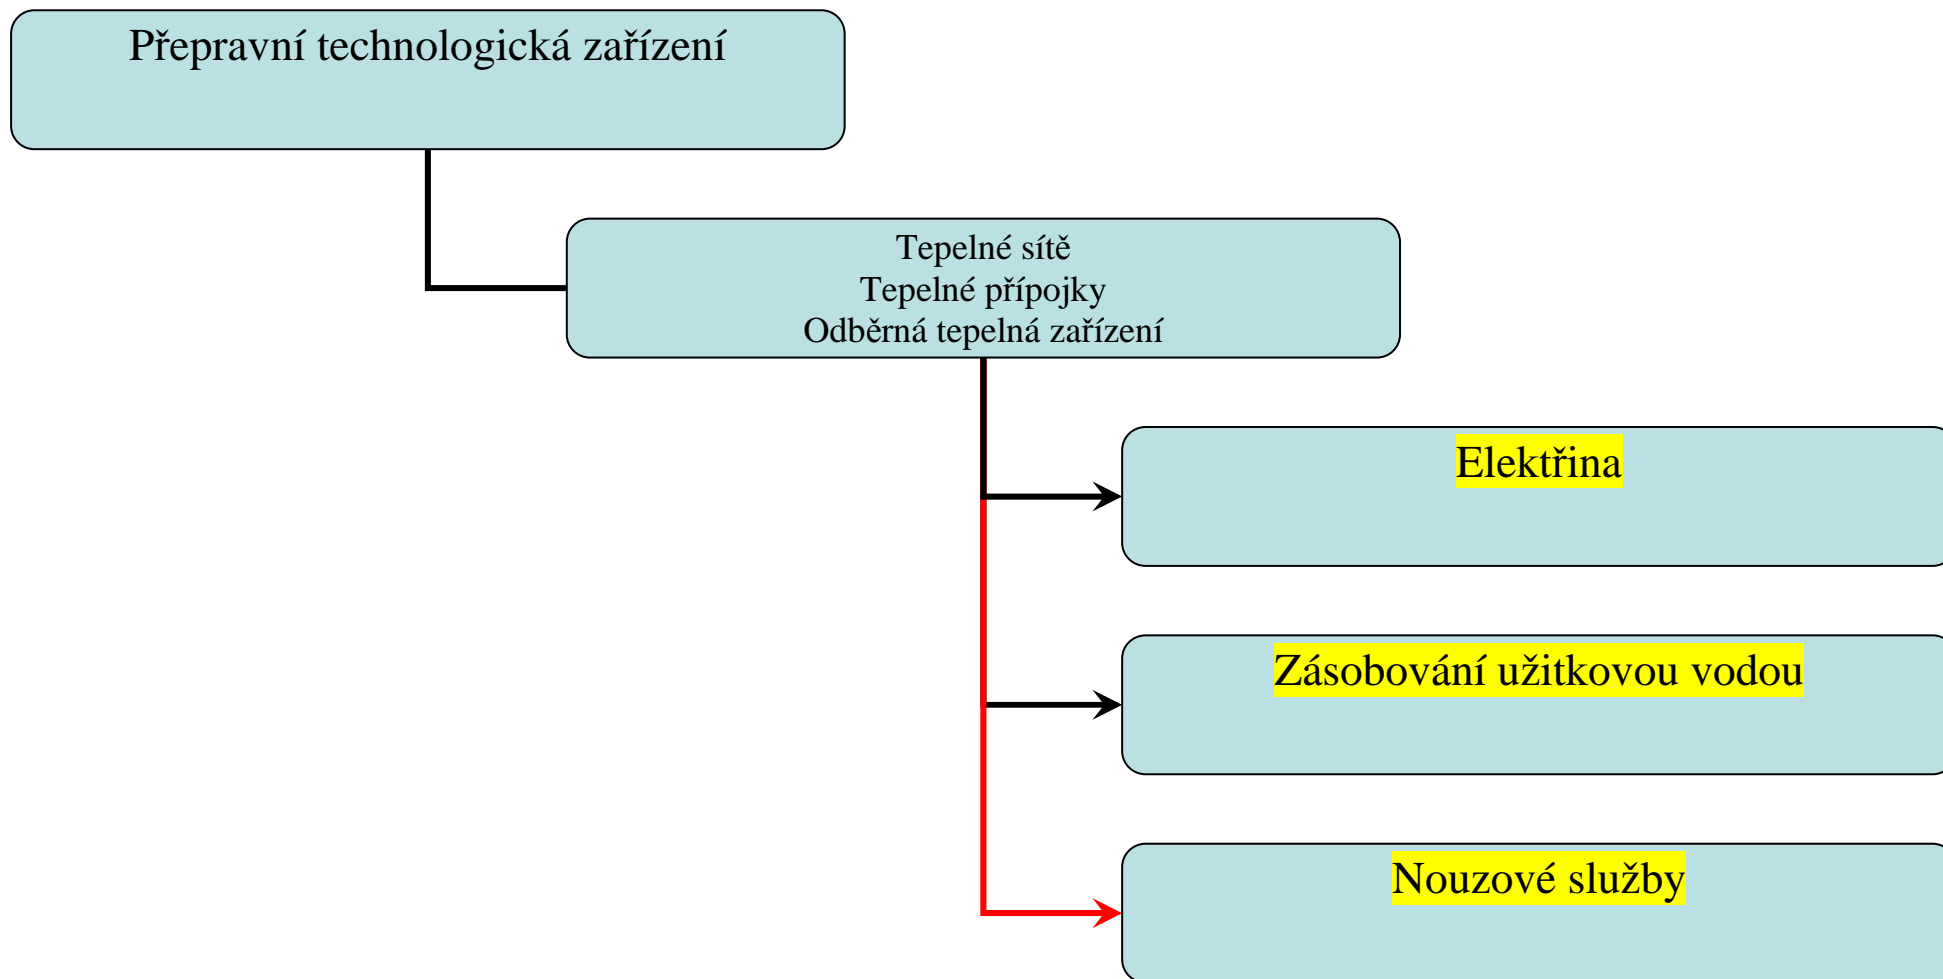 Přepravní technologická zařízení
Tepelné sítě
Tepelné přípojky
Odběrná tepelná zařízení
Elektřina
Zásobování užitkovou vodou
Nouzové služby